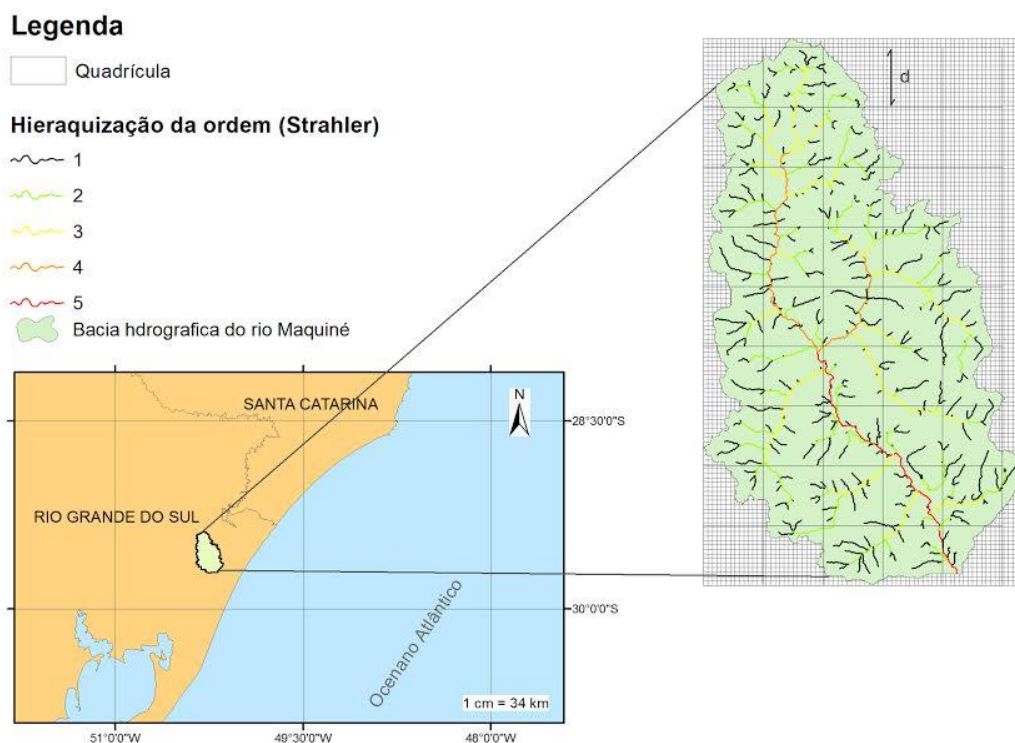 Legenda
Quadrícula
Hieraquização da ordem (Strahler)
1
2
3
4
5
Bacia hdrografica do rio Maquiné
d
N
SANTA CATARINA
28°30'0"S
RIO GRANDE DO SUL
30°0'0"S
Ocenano Atlântico
1 cm = 34 km
51°0'0"W
49°30'0"W
48°0'0"W